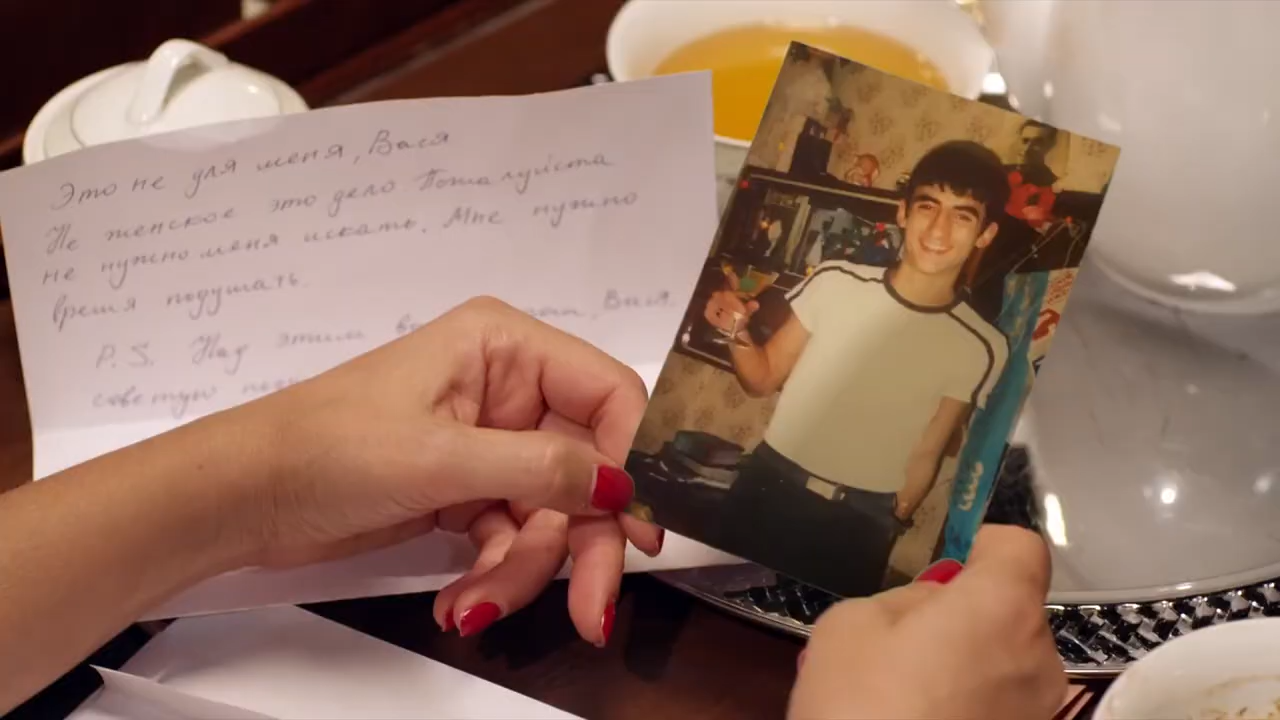 Это не для меня, Вася
Не женское это дело Пожалуйста
не нужно меня искать. Мне нужно
время подумать.
P.S. Над этим Вася.
советую